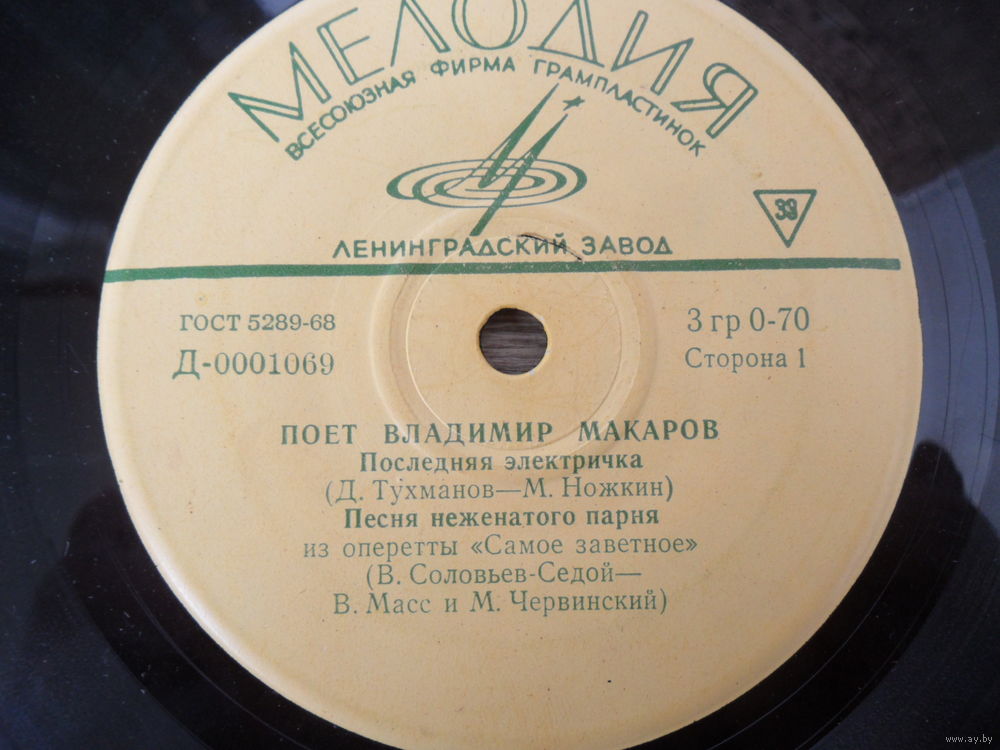 МЕЛОДИЯ
ВСЕСОЮЗНАЯ ФИРМА ГРАМПЛАСТИНОК
39
ЛЕНИНГРАДСКИЙ ЗАВОД
ГОСТ 5289-68
3 гр 0-70
Д-0001069
Сторона 1
ПОЕТ ВЛАДИМИР МАКАРОВ
Последняя электричка
(Д. Тухманов—М. Ножкин)
Песня неженатого парня
из оперетты «Самое заветное»
(В. Соловьев-Седой—
В. Масс и М. Червинский)
www.ay.by